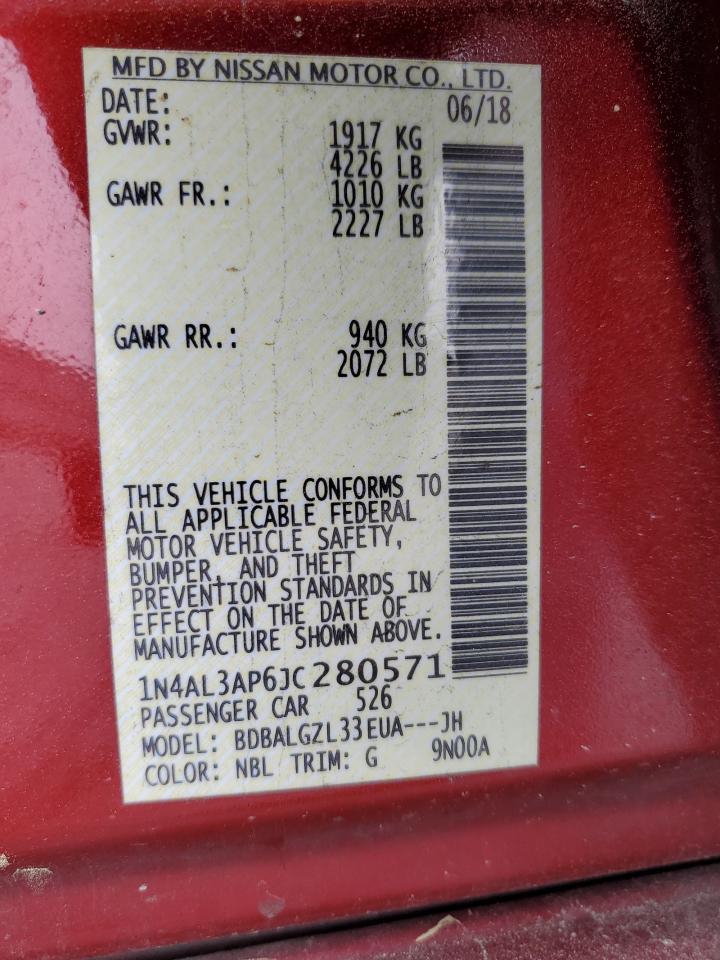 MFD BY NISSAN MOTOR CO., LTD.
DATE: 06/18
GVWR: 1917 KG
4226 LB
GAWR FR.: 1010 KG
2227 LB
GAWR RR.: 940 KG
2072 LB
THIS VEHICLE CONFORMS TO
ALL APPLICABLE FEDERAL
MOTOR VEHICLE SAFETY,
BUMPER, AND THEFT
PREVENTION STANDARDS IN
EFFECT ON THE DATE OF
MANUFACTURE SHOWN ABOVE.
1N4AL3AP6JC280571
PASSENGER CAR 526
MODEL: BDBALGZL33EUA---JH
COLOR: NBL TRIM: G 9N00A